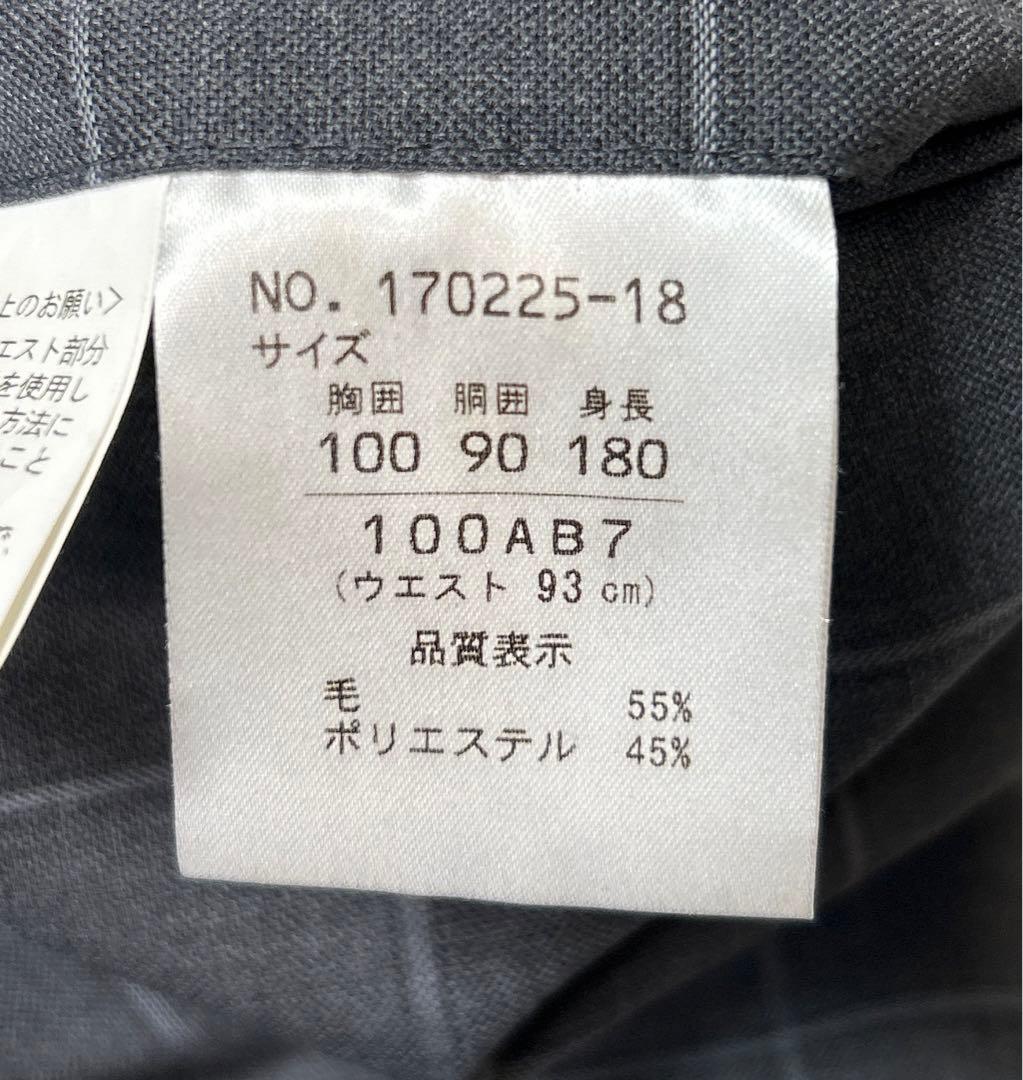 NO. 170225-18
サイズ
胸囲 胴囲 身長
100 90 180
100AB7
(ウエスト 93 cm)
品質表示
毛 55%
ポリエステル 45%
上のお願い>
エスト部分
を使用し
方法に
こと